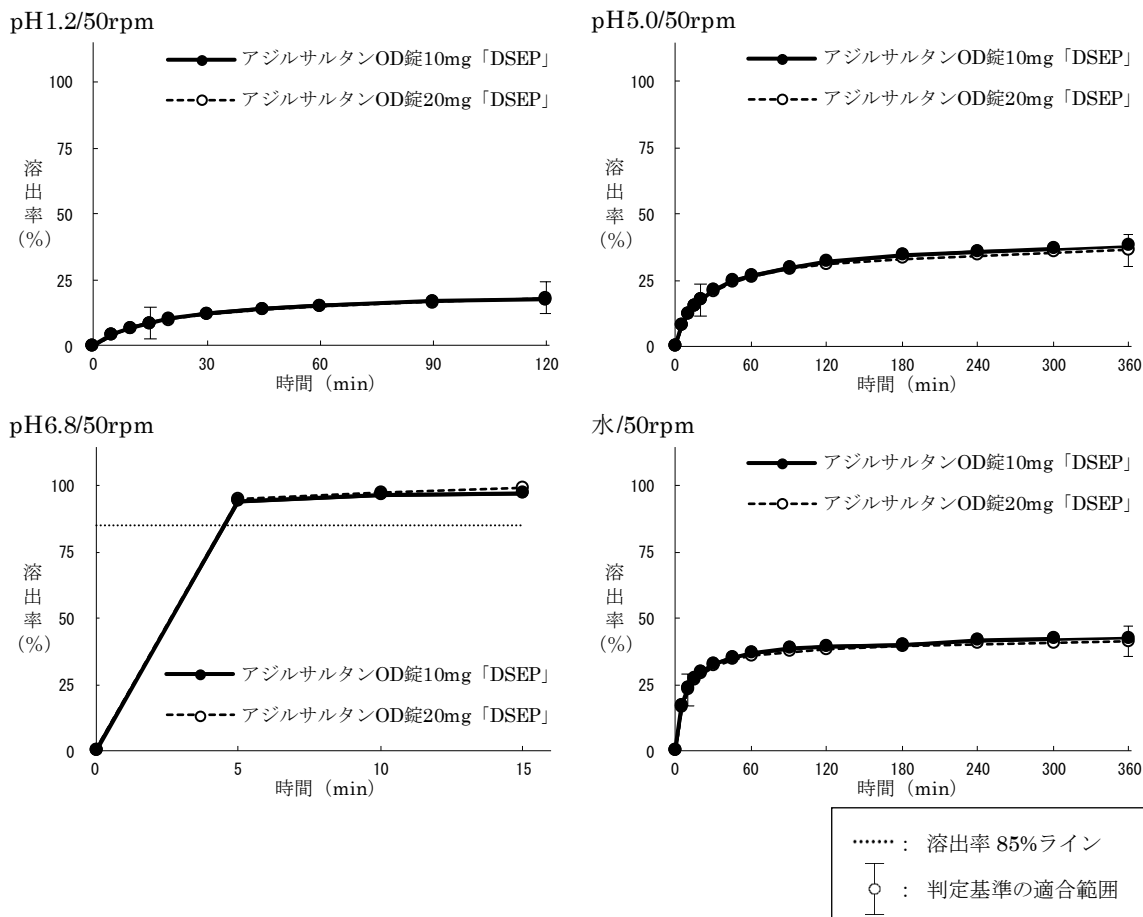 pH1.2/50rpm
アジルサルタンOD錠10mg「DSEP」
アジルサルタンOD錠20mg「DSEP」
100
75
50
25
0
溶出率(%)
0 30 60 90 120
時間 (min)
pH5.0/50rpm
アジルサルタンOD錠10mg「DSEP」
アジルサルタンOD錠20mg「DSEP」
100
75
50
25
0
溶出率(%)
0 60 120 180 240 300 360
時間 (min)
pH6.8/50rpm
100
75
50
25
0
溶出率(%)
アジルサルタンOD錠10mg「DSEP」
アジルサルタンOD錠20mg「DSEP」
0 5 10 15
時間 (min)
水/50rpm
アジルサルタンOD錠10mg「DSEP」
アジルサルタンOD錠20mg「DSEP」
100
75
50
25
0
溶出率(%)
0 60 120 180 240 300 360
時間 (min)
: 溶出率 85%ライン
: 判定基準の適合範囲